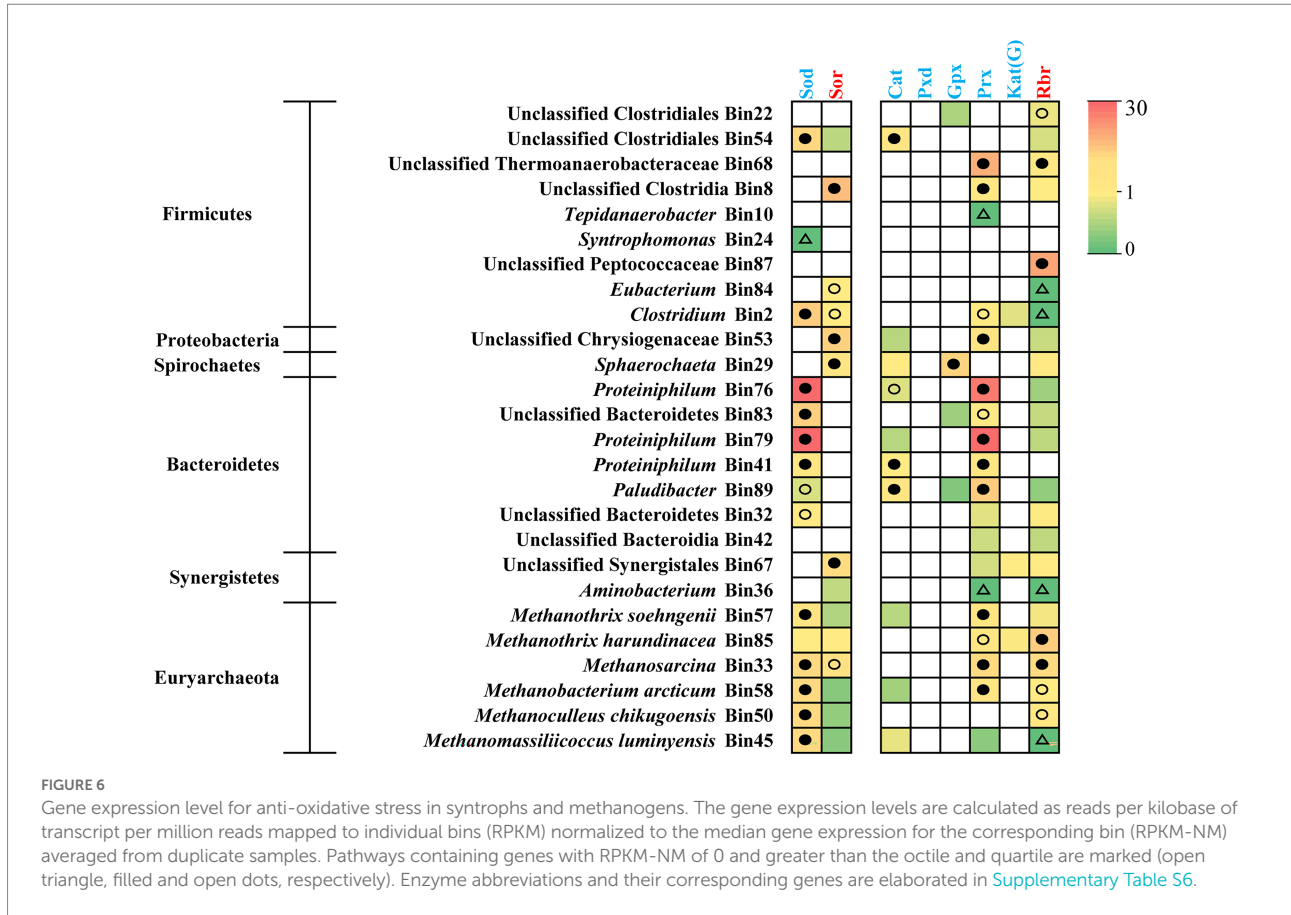 Sod Sor Cat Pxd Gpx Prx Kat(G) Rbr
Unclassified Clostridiales Bin22
Unclassified Clostridiales Bin54
Unclassified Thermoanaerobacteraceae Bin68
Unclassified Clostridia Bin8
Firmicutes
Tepidanaerobacter Bin10
Syntrophomonas Bin24
Unclassified Peptococcaceae Bin87
Eubacterium Bin84
Clostridium Bin2
Proteobacteria
Unclassified Chrysiogenaceae Bin53
Spirochaetes
Sphaerochaeta Bin29
Proteiniphilum Bin76
Unclassified Bacteroidetes Bin83
Proteiniphilum Bin79
Bacteroidetes
Proteiniphilum Bin41
Paludibacter Bin89
Unclassified Bacteroidetes Bin32
Unclassified Bacteroidia Bin42
Synergistetes
Unclassified Synergistales Bin67
Aminobacterium Bin36
Methanothrix soehngenii Bin57
Methanothrix harundinacea Bin85
Euryarchaeota
Methanosarcina Bin33
Methanobacterium arcticum Bin58
Methanoculleus chikugoensis Bin50
Methanomassiliicoccus luminyensis Bin45
30
1
0
FIGURE 6
Gene expression level for anti-oxidative stress in syntrophs and methanogens. The gene expression levels are calculated as reads per kilobase of
transcript per million reads mapped to individual bins (RPKM) normalized to the median gene expression for the corresponding bin (RPKM-NM)
averaged from duplicate samples. Pathways containing genes with RPKM-NM of 0 and greater than the octile and quartile are marked (open
triangle, filled and open dots, respectively). Enzyme abbreviations and their corresponding genes are elaborated in Supplementary Table S6.